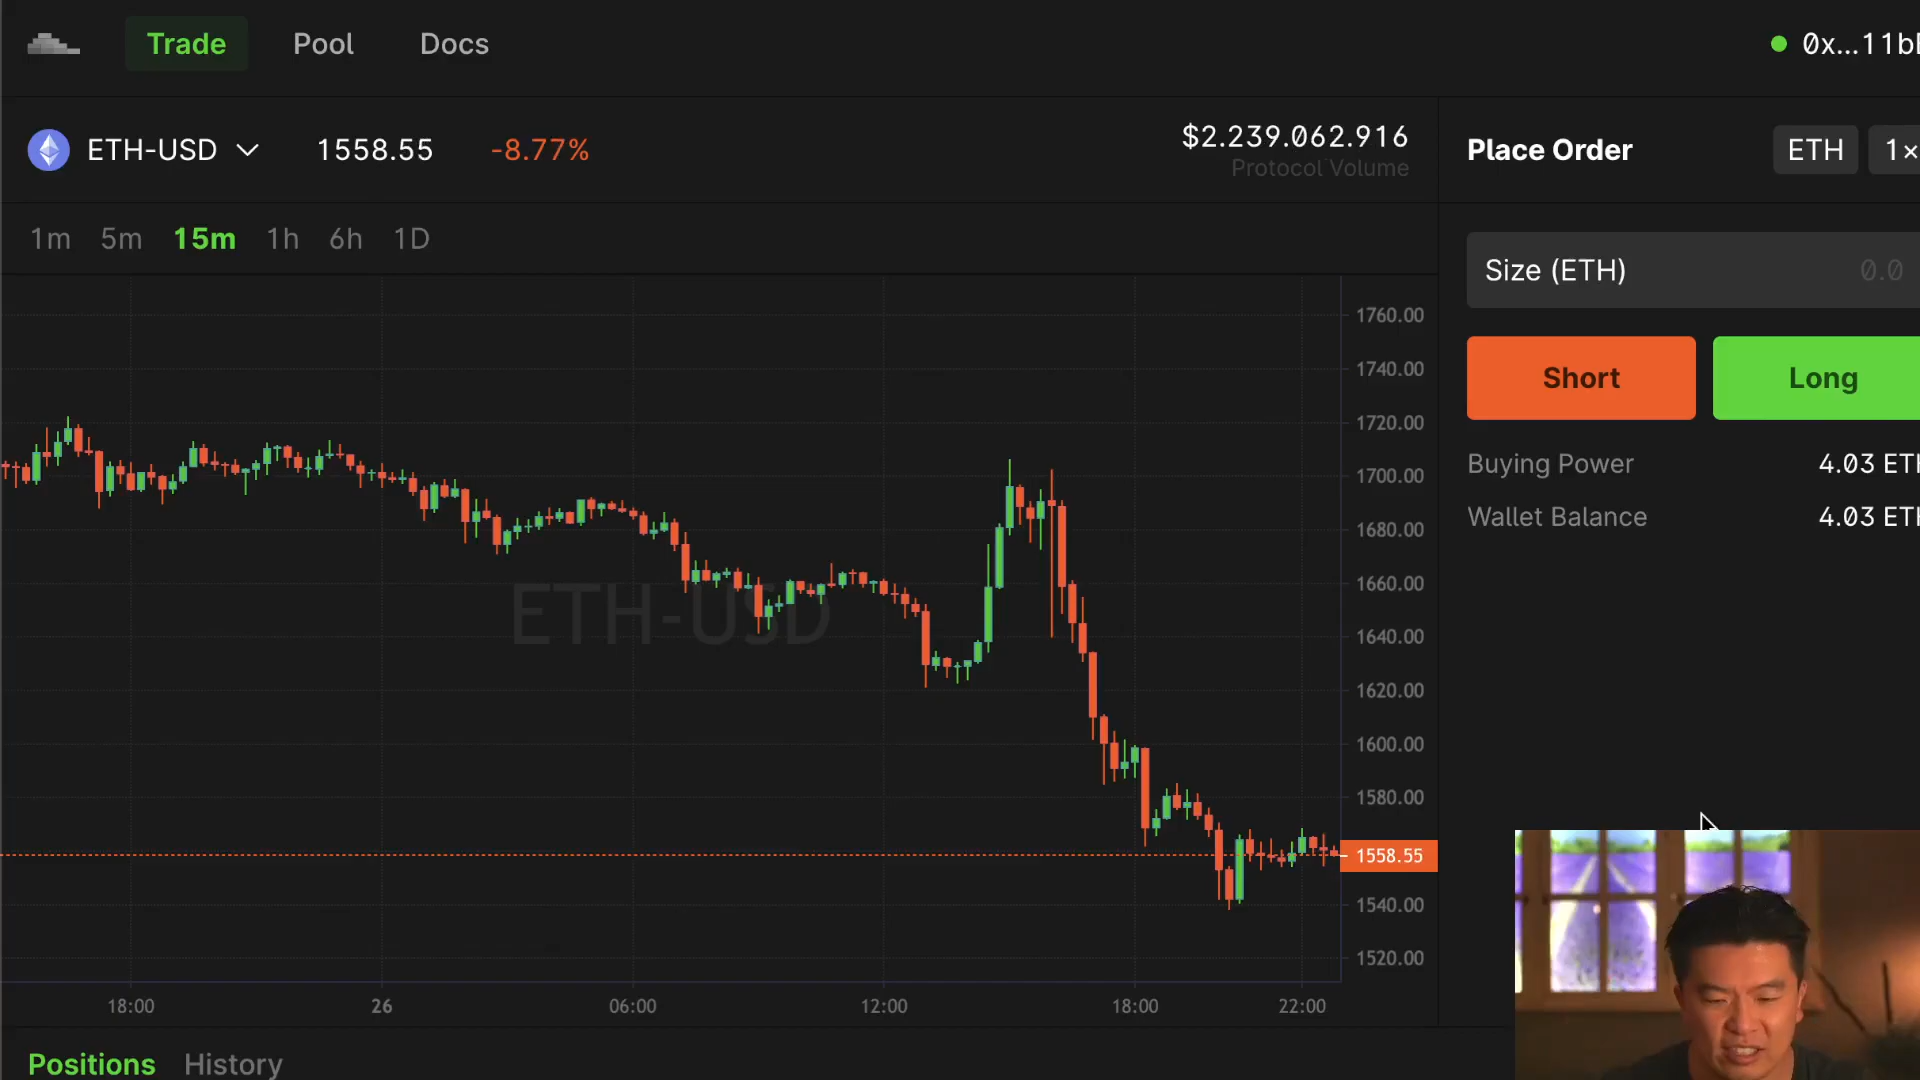 Trade Pool Docs 0x...11bE
ETH-USD 1558.55 -8.77% $2.239.062.916
Protocol Volume
Place Order ETH 1×
1m 5m 15m 1h 6h 1D
Size (ETH) 0.0
Short Long
Buying Power 4.03 ETH
Wallet Balance 4.03 ETH
ETH-USD
1760.00
1740.00
1720.00
1700.00
1680.00
1660.00
1640.00
1620.00
1600.00
1580.00
1558.55
1540.00
1520.00
18:00 26 06:00 12:00 18:00 22:00
Positions History